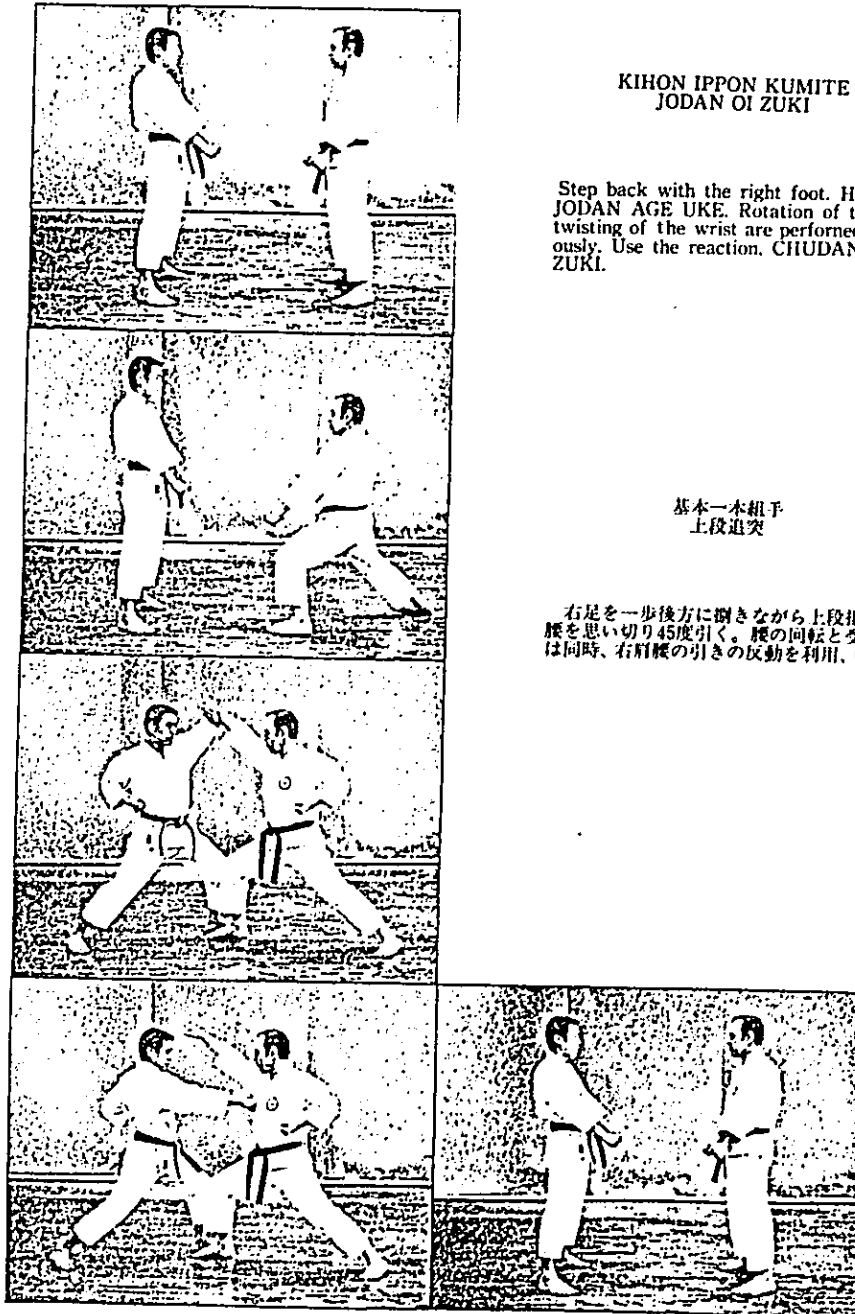 KIHON IPPON KUMITE
JODAN OI ZUKI
Step back with the right foot. H
JODAN AGE UKE. Rotation of t
twisting of the wrist are perforned
ously. Use the reaction. CHUDAN
ZUKI.
基本一本組手
上段追突
右足を一歩後方に捌きながら上段
腰を思い切り45度引く。腰の回転と受
は同時、右肩腰の引きの反動を利用、